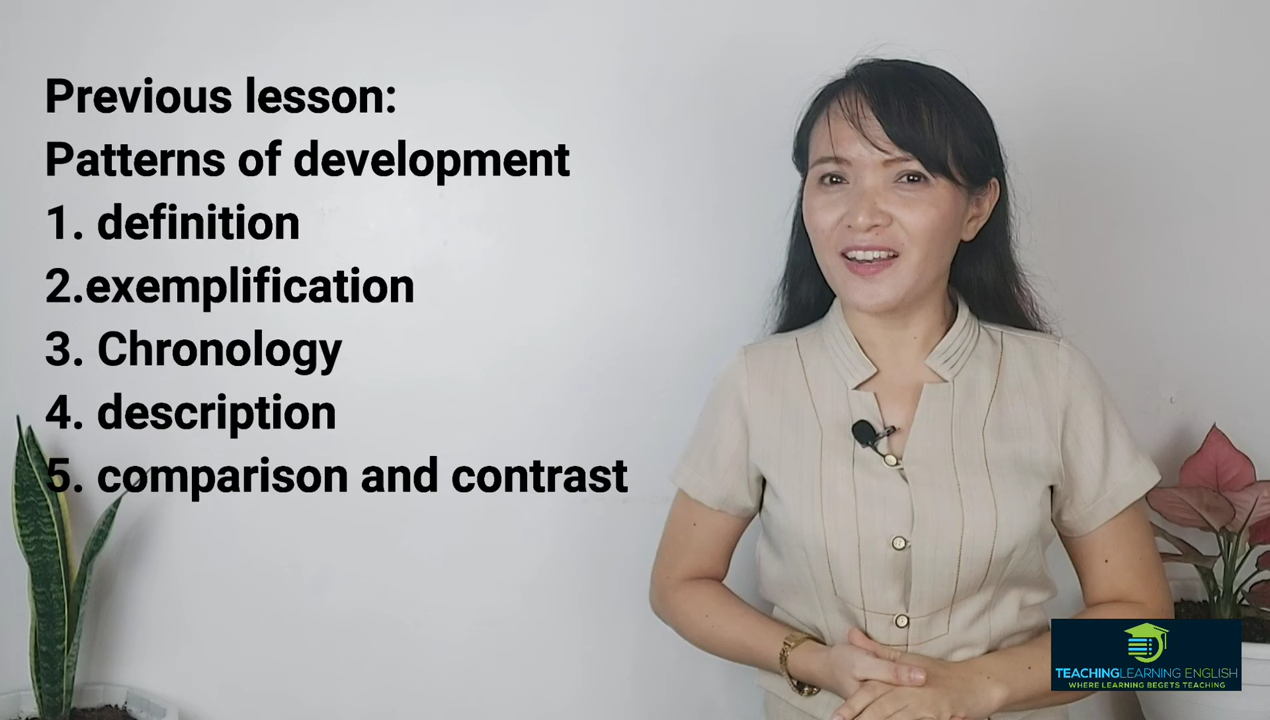 Previous lesson:
Patterns of development
1. definition
2.exemplification
3. Chronology
4. description
5. comparison and contrast
TEACHINGLEARNING ENGLISH
WHERE LEARNING BEGETS TEACHING